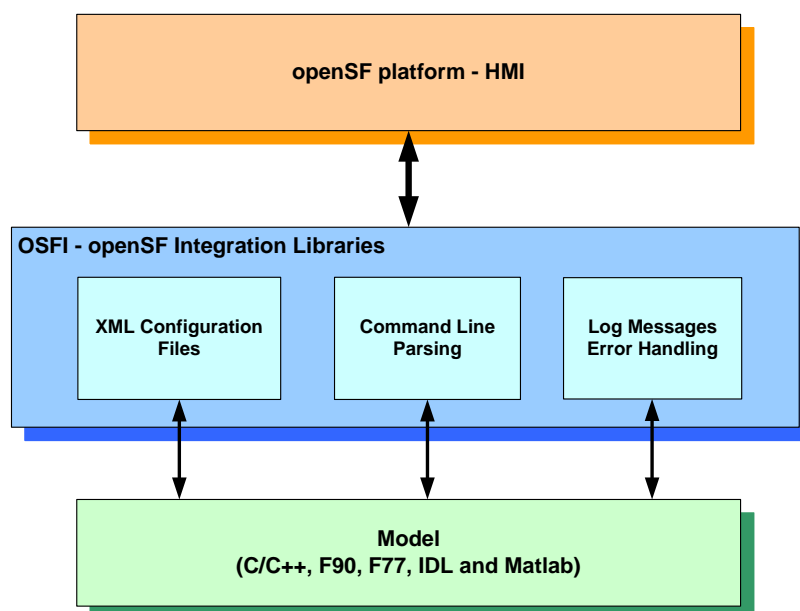 openSF platform - HMI
OSFI - openSF Integration Libraries
XML Configuration
Files
Command Line
Parsing
Log Messages
Error Handling
Model
(C/C++, F90, F77, IDL and Matlab)